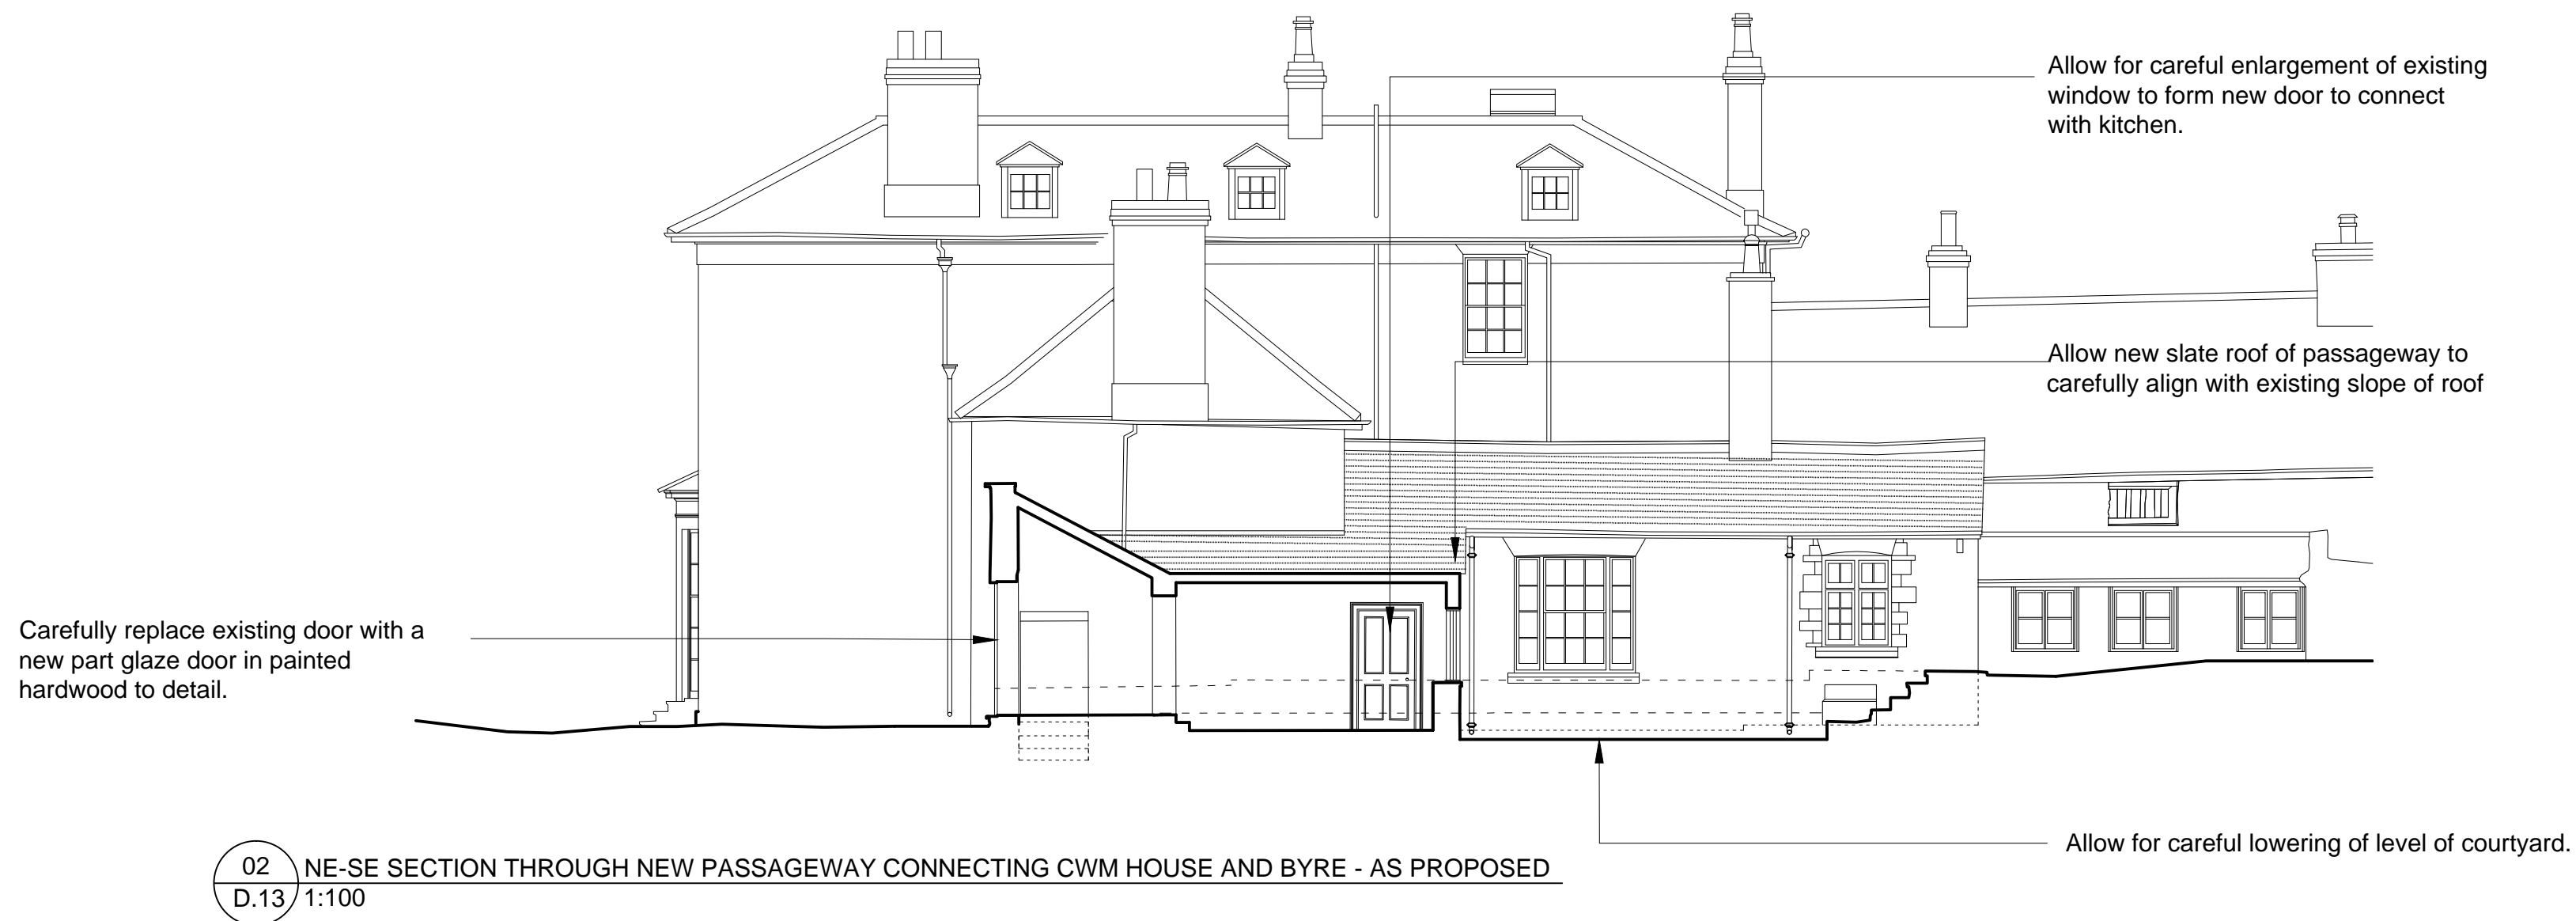 Allow for careful enlargement of existing
window to form new door to connect
with kitchen.
Allow new slate roof of passageway to
carefully align with existing slope of roof
Carefully replace existing door with a
new part glaze door in painted
hardwood to detail.
Allow for careful lowering of level of courtyard.
02
NE-SE SECTION THROUGH NEW PASSAGEWAY CONNECTING CWM HOUSE AND BYRE - AS PROPOSED
D.13
1:100